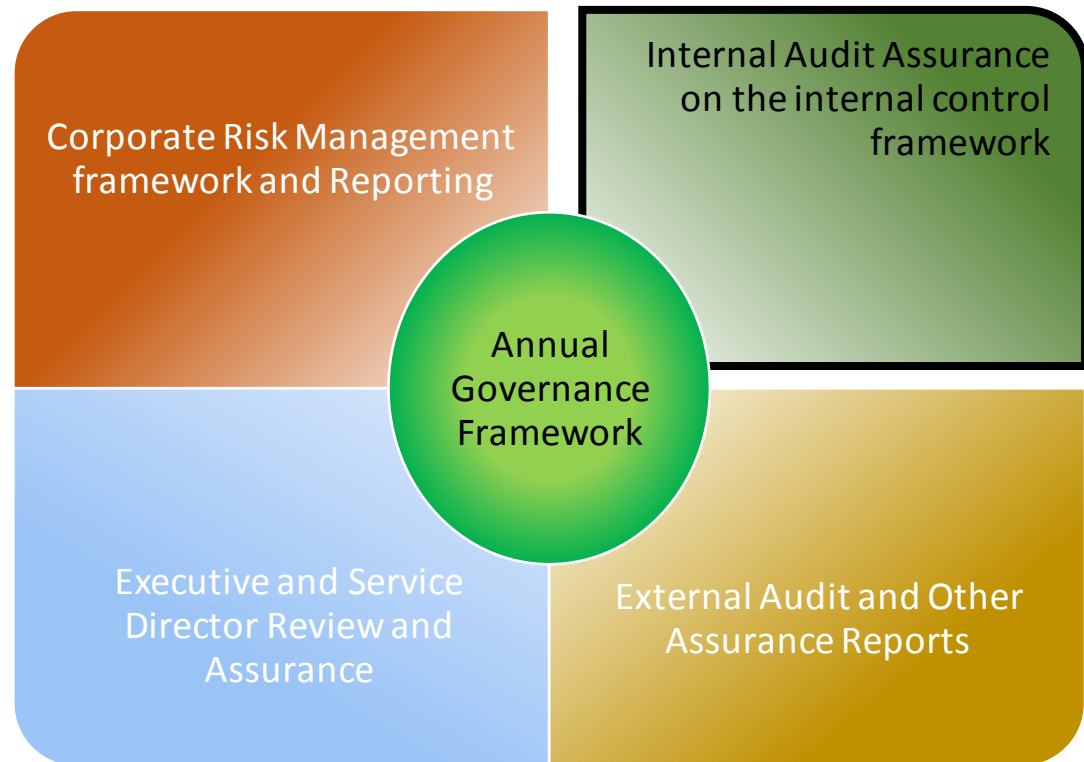 Corporate Risk Management
framework and Reporting
Internal Audit Assurance
on the internal control
framework
Annual
Governance
Framework
Executive and Service
Director Review and
Assurance
External Audit and Other
Assurance Reports